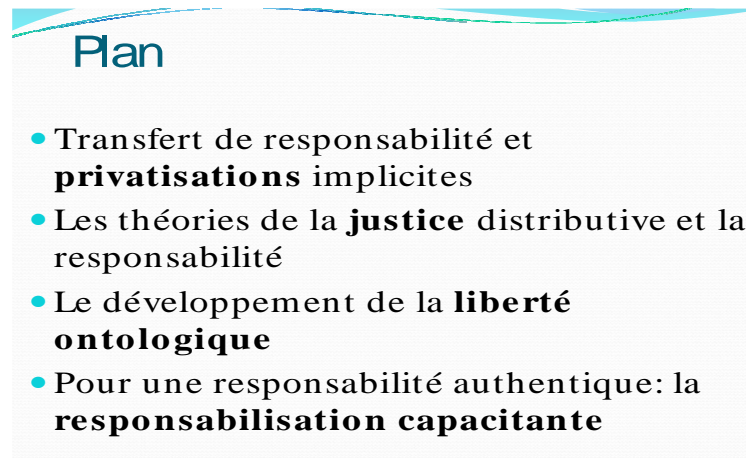 Plan
• Transfert de responsabilité et
privatisations implicites
• Les théories de la justice distributive et la
responsabilité
• Le développement de la liberté
ontologique
• Pour une responsabilité authentique: la
responsabilisation capacitante